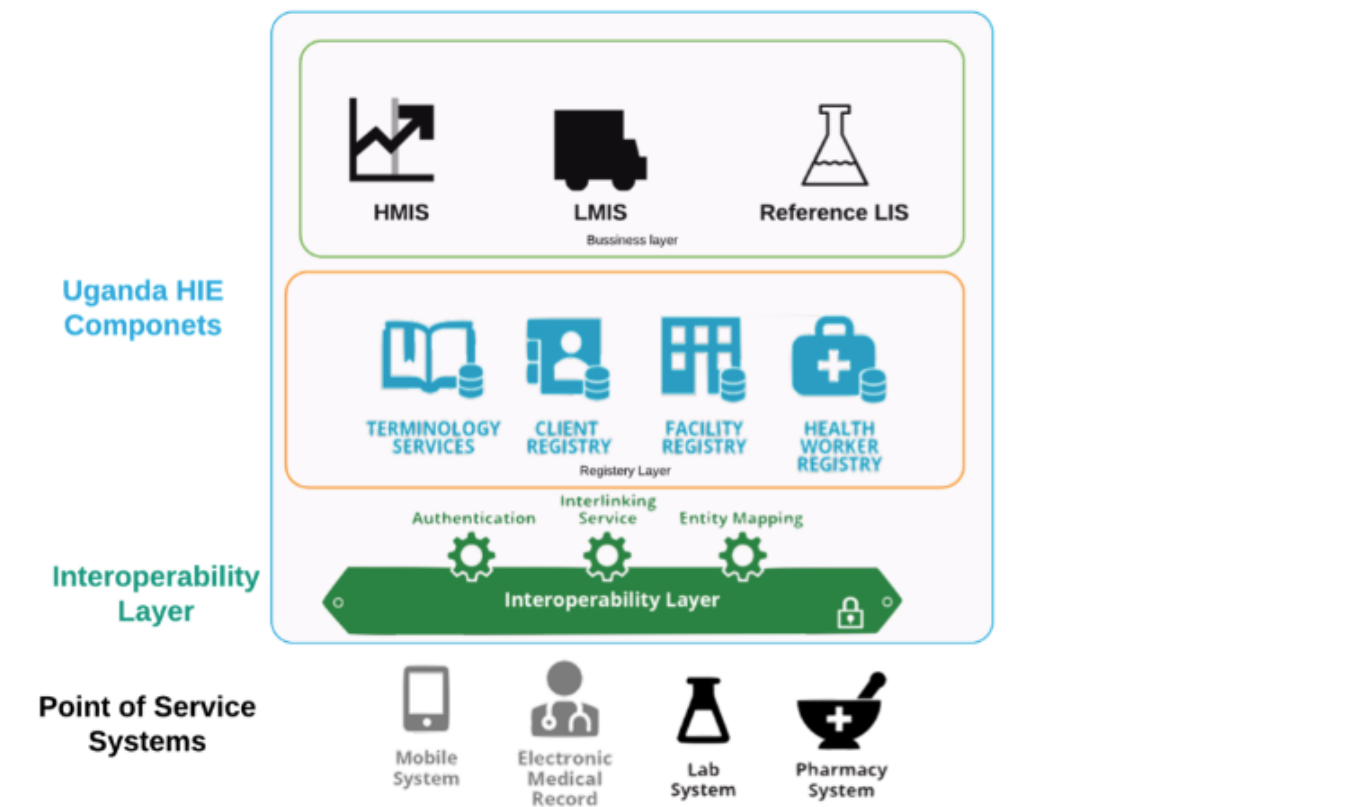 HMIS
LMIS
Reference LIS
Bussiness layer
Uganda HIE
Componets
TERMINOLOGY
SERVICES
CLIENT
REGISTRY
FACILITY
REGISTRY
HEALTH
WORKER
REGISTRY
Registery Layer
Authentication
Interlinking
Service
Entity Mapping
Interoperability
Layer
Interoperability Layer
Point of Service
Systems
Mobile
System
Electronic
Medical
Record
Lab
System
Pharmacy
System